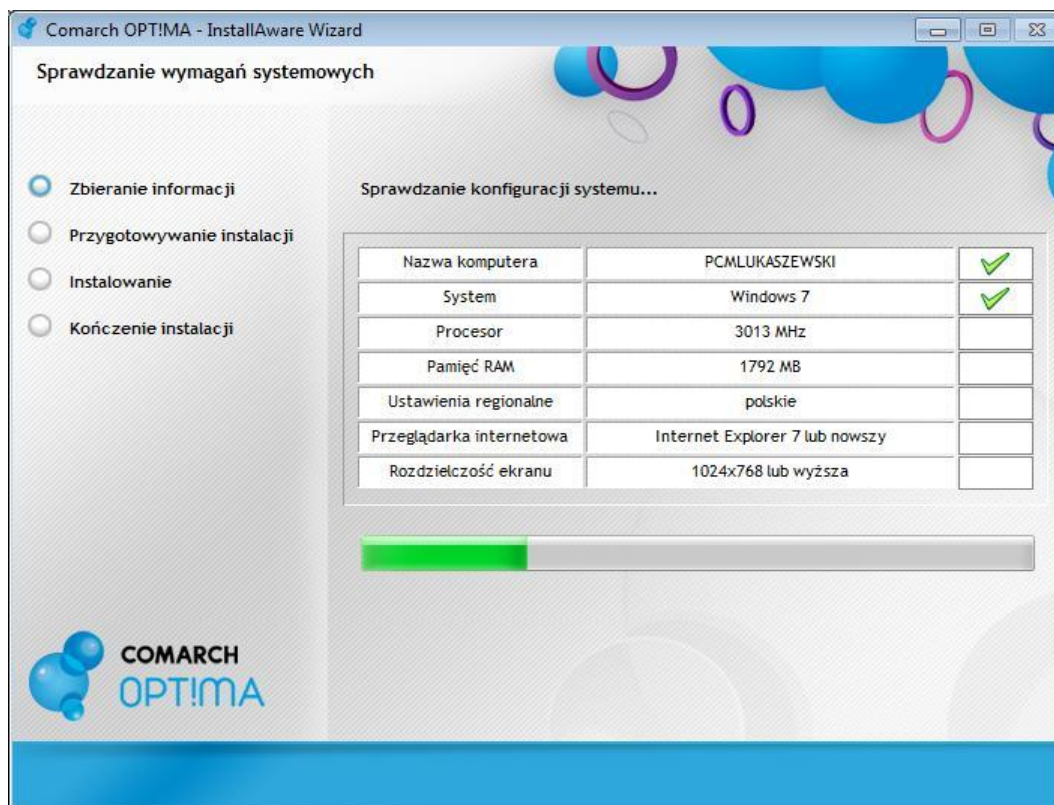 Comarch OPT!MA - InstallAware Wizard
Sprawdzanie wymagań systemowych
Zbieranie informacji
Przygotowywanie instalacji
Instalowanie
Kończenie instalacji
Sprawdzanie konfiguracji systemu...
Nazwa komputera PCMLUKASZEWSKI
System Windows 7
Procesor 3013 MHz
Pamięć RAM 1792 MB
Ustawienia regionalne polskie
Przeglądarka internetowa Internet Explorer 7 lub nowszy
Rozdzielczość ekranu 1024x768 lub wyższa
COMARCH
OPT!MA